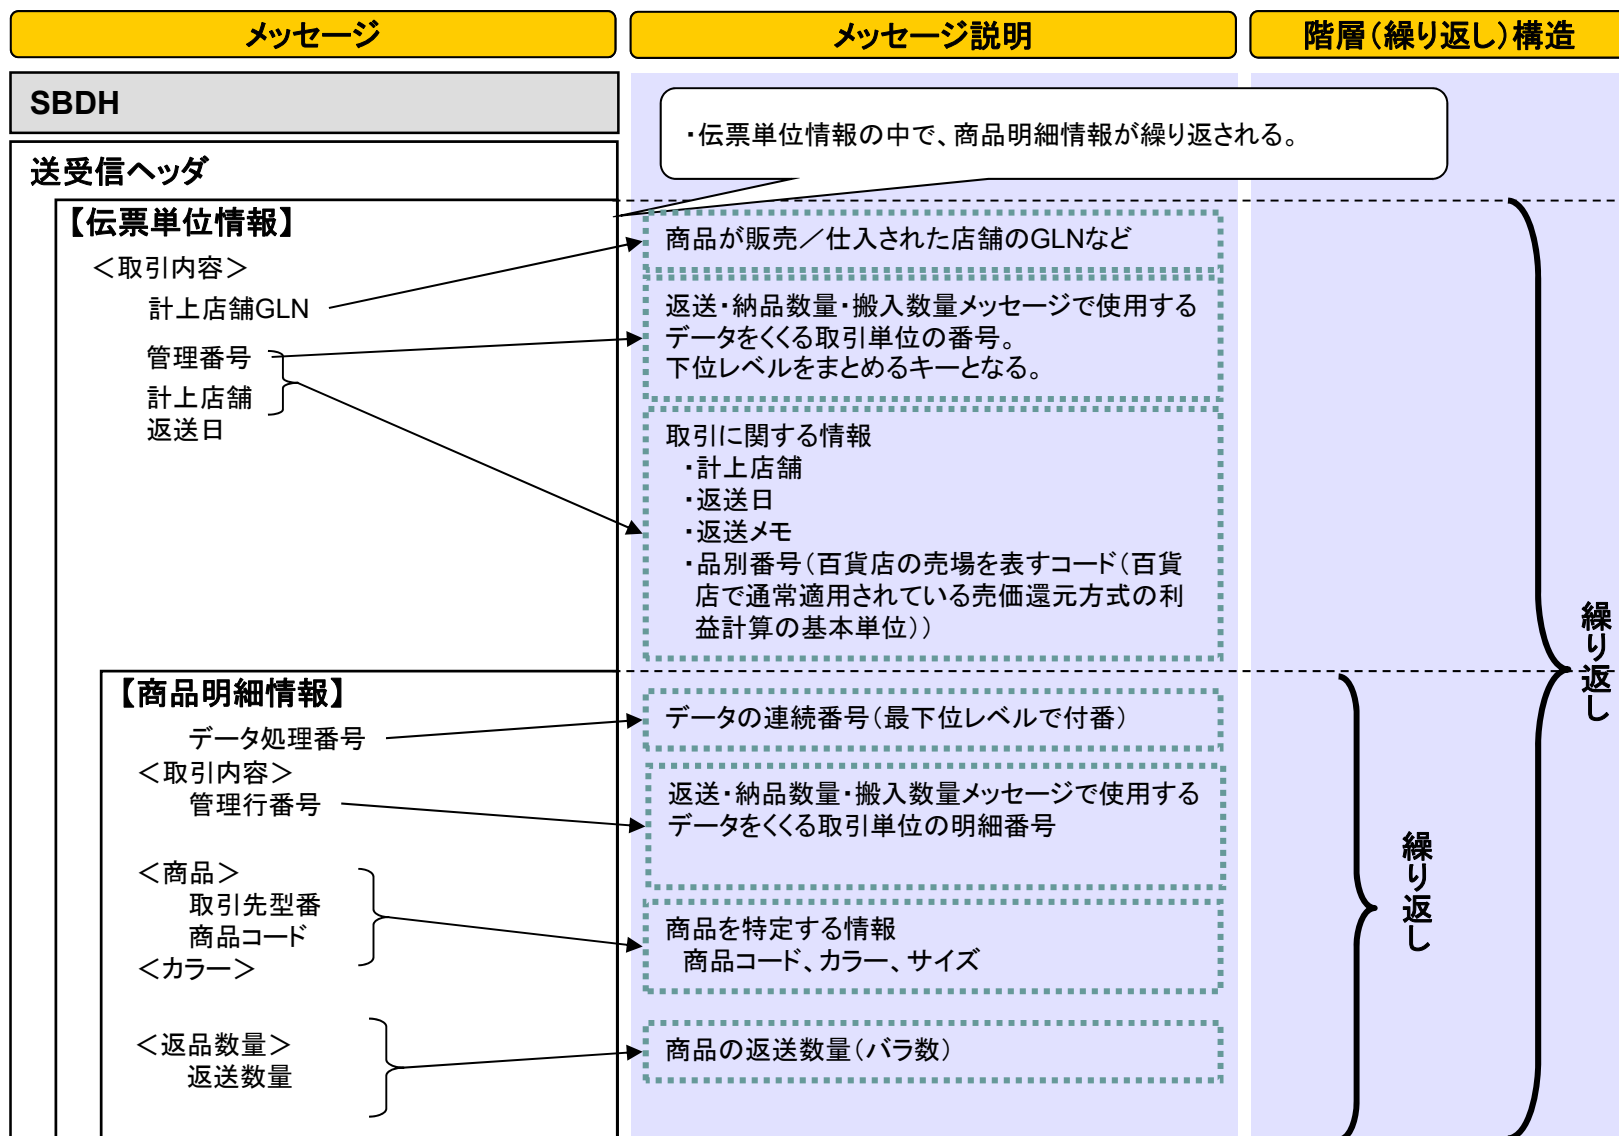 メッセージ
メッセージ説明
階層（繰り返し）構造
SBDH
・伝票単位情報の中で、商品明細情報が繰り返される。
送受信ヘッダ
【伝票単位情報】
＜取引内容＞
計上店舗GLN
管理番号
計上店舗
返送日
商品が販売／仕入された店舗のGLNなど
返送・納品数量・搬入数量メッセージで使用する
データをくくる取引単位の番号。
下位レベルをまとめるキーとなる。
取引に関する情報
・計上店舗
・返送日
・返送メモ
・品別番号（百貨店の売場を表すコード（百貨
店で通常適用されている売価還元方式の利
益計算の基本単位））
【商品明細情報】
データ処理番号
＜取引内容＞
管理行番号
＜商品＞
取引先型番
商品コード
＜カラー＞
＜返品数量＞
返送数量
データの連続番号（最下位レベルで付番）
返送・納品数量・搬入数量メッセージで使用する
データをくくる取引単位の明細番号
商品を特定する情報
商品コード、カラー、サイズ
商品の返送数量（バラ数）
繰り返し
繰り返し